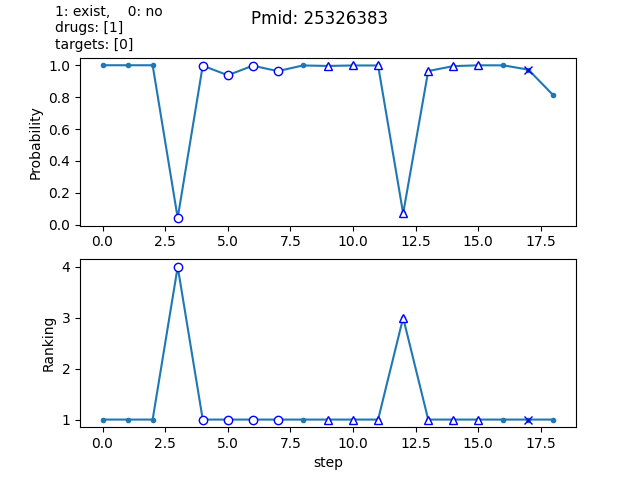 1: exist,    0: no
drugs: [1]
targets: [0]
Pmid: 25326383
1.0
0.8
0.6
0.4
0.2
0.0
Probability
0.0 2.5 5.0 7.5 10.0 12.5 15.0 17.5
4
3
2
1
Ranking
0.0 2.5 5.0 7.5 10.0 12.5 15.0 17.5
step